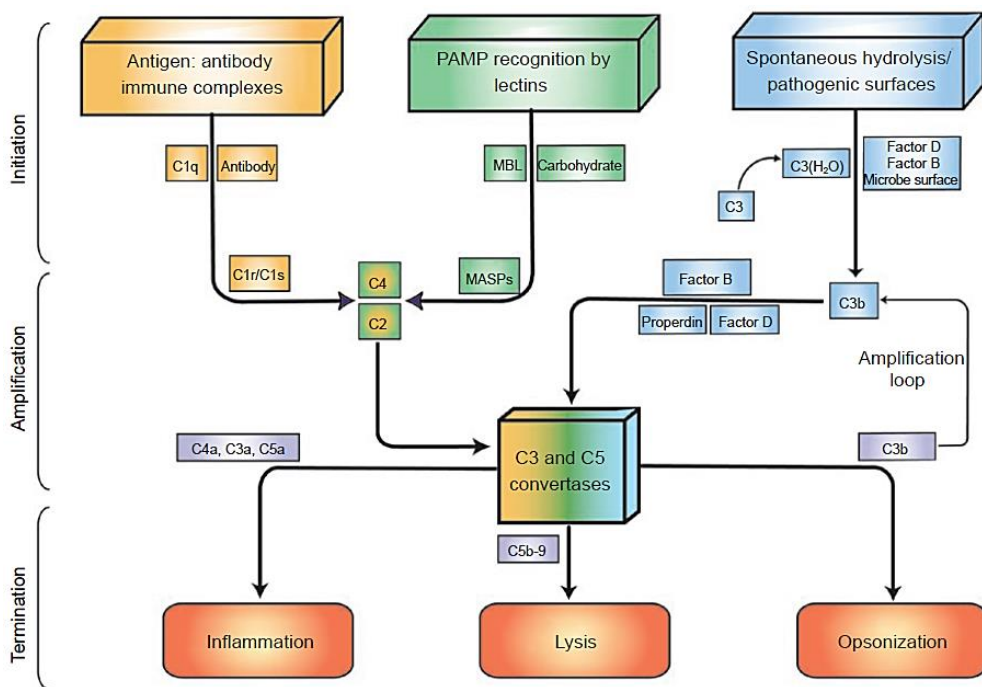 Initiation
Antigen: antibody
immune complexes
PAMP recognition by
lectins
Spontaneous hydrolysis/
pathogenic surfaces
C1q
Antibody
MBL
Carbohydrate
C3(H₂O)
Factor D
Factor B
Microbe surface
C3
Amplification
C1r/C1s
C4
C2
MASPs
Factor B
Properdin
Factor D
C3b
Amplification
loop
C4a, C3a, C5a
C3 and C5
convertases
C3b
Termination
C5b-9
Inflammation
Lysis
Opsonization